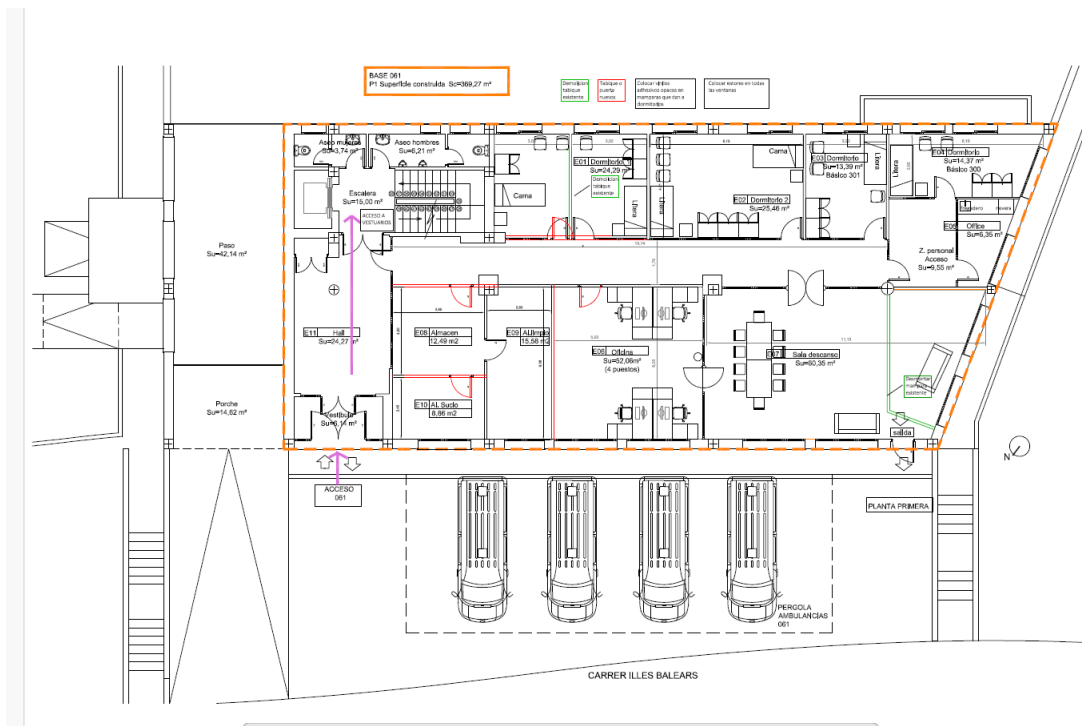 BASE 061
P1 Superficie construida Sc=369,27 m²
Demolicion
tabique
existente
Tabique o
puerta
nuevos
Colocar vinilos
adhesivos opacos en
mamparas que dan a
dormitorios
Colocar estores en todas
las ventanas
Aseo mujeres
Su=3,74 m²
Aseo hombres
Su=6,21 m²
Escalera
Su=15,00 m²
ACCESO A
VESTUARIOS
Cama
E01 Dormitorio 1
Su=24,29 m²
Demolicion
tabique
existente
Litera
Litera
Cama
E02 Dormitorio 2
Su=25,46 m²
E03 Dormitorio
Su=13,39 m²
Básico 301
Litera
Litera
E04 Dormitorio
Su=14,37 m²
Básico 300
nevera
E05 Office
Su=6,35 m²
Z. personal
Acceso
Su=9,55 m²
Paso
Su=42,14 m²
E11 Hall
Su=24,27 m²
E08 Almacen
12,49 m2
E09 AL limpio
15,58 m2
E06 Oficina
Su=52,06m²
(4 puestos)
E07 Sala descanso
Su=60,35 m²
11,13
Desmontar
mampara
existente
E10 AL Sucio
8,86 m2
Porche
Su=14,62 m²
Vestíbulo
Su=6,14 m²
salida
N
ACCESO
061
PLANTA PRIMERA
PERGOLA
AMBULANCIAS
061
CARRER ILLES BALEARS